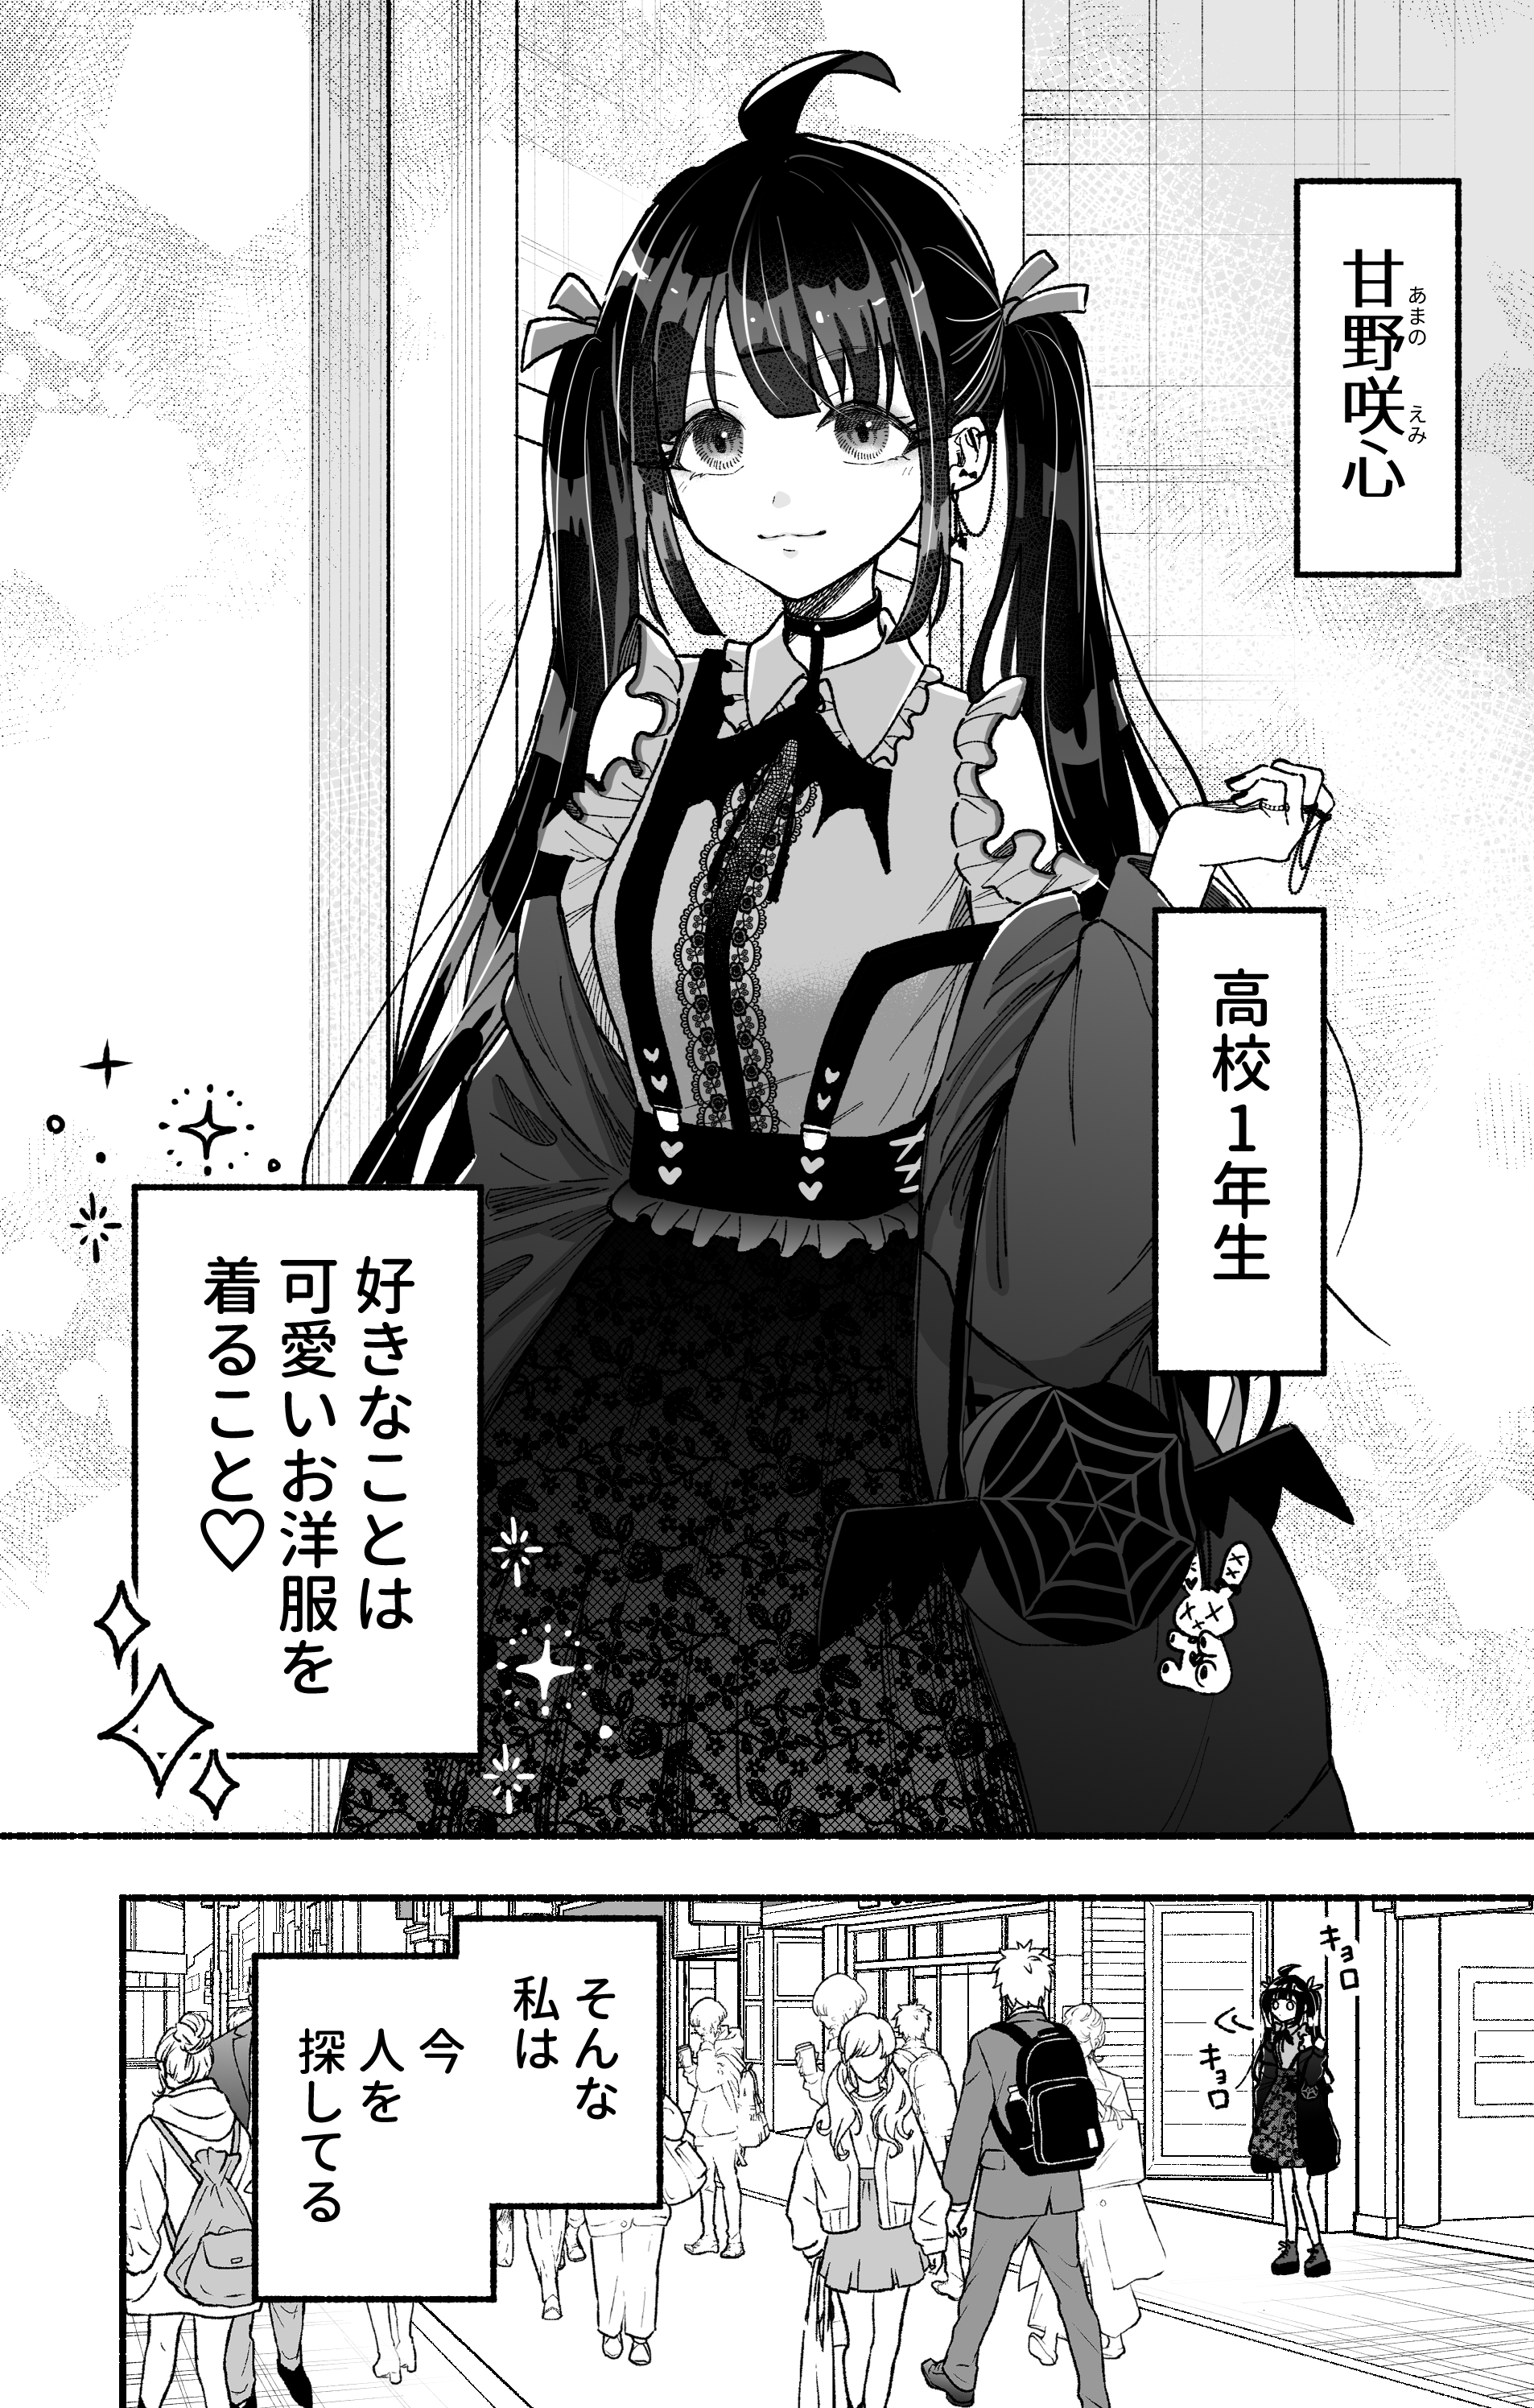 甘野咲心
あまの えみ
高校1年生
好きなことは
可愛いお洋服を
着ること♡
キョロ
キョロ
そんな
私は
今
人を
探してる